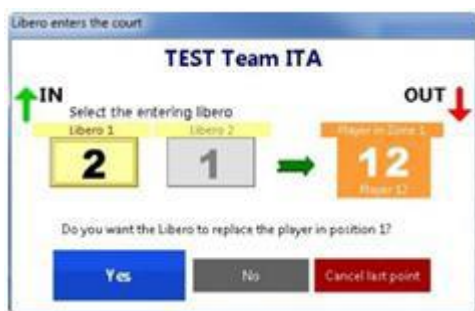 Libero enters the court
TEST Team ITA
IN
OUT
Select the entering libero
Libero 1
Libero 2
Player in Zone 1
2
1
12
Player 12
Do you want the Libero to replace the player in position 1?
Yes
No
Cancel last point